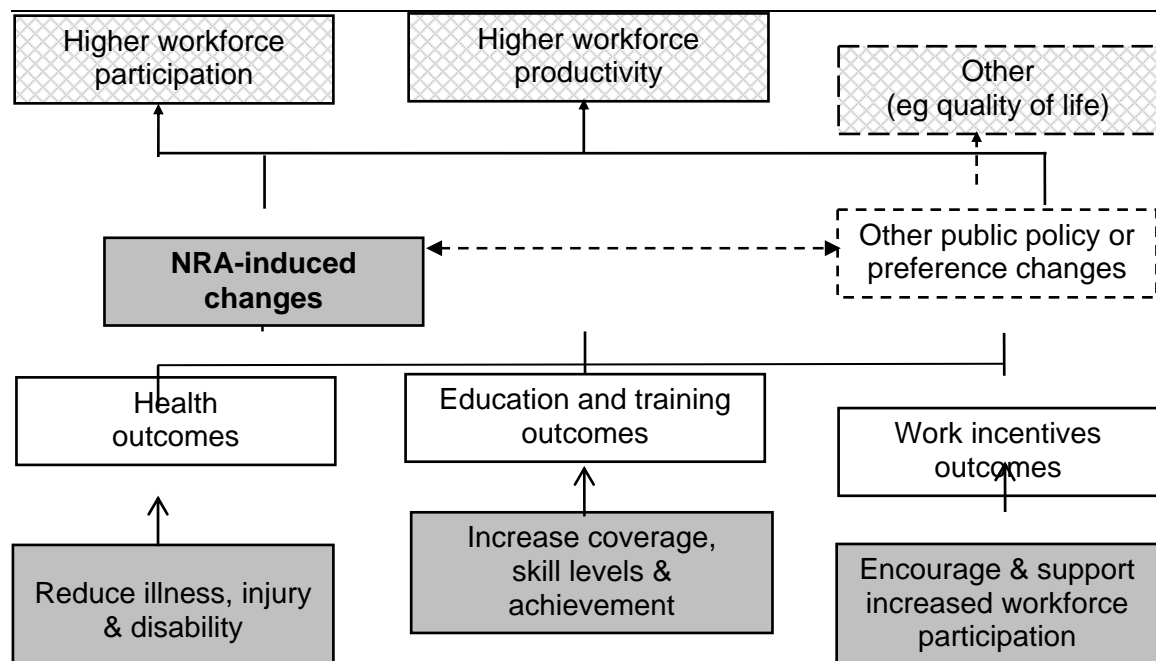 Higher workforce
participation
Higher workforce
productivity
Other
(eg quality of life)
NRA-induced
changes
Other public policy or
preference changes
Health
outcomes
Education and training
outcomes
Work incentives
outcomes
Reduce illness, injury
& disability
Increase coverage,
skill levels &
achievement
Encourage & support
increased workforce
participation